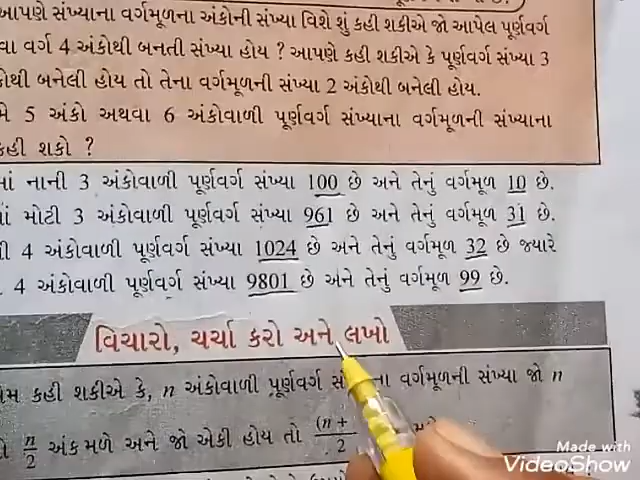 આપણે સંખ્યાના વર્ગમૂળના અંકોની સંખ્યા વિશે શું કહી શકીએ જો આપેલ પૂર્ણવર્ગ
વર્ગ 4 અંકોથી બનતી સંખ્યા હોય ? આપણે કહી શકીએ કે પૂર્ણવર્ગ સંખ્યા 3
બનેલી હોય તો તેના વર્ગમૂળની સંખ્યા 2 અંકોથી બનેલી હોય.
5 અંકો અથવા 6 અંકોવાળી પૂર્ણવર્ગ સંખ્યાના વર્ગમૂળની સંખ્યાના
કહી શકો ?
નાની 3 અંકોવાળી પૂર્ણવર્ગ સંખ્યા 100 છે અને તેનું વર્ગમૂળ 10 છે.
મોટી 3 અંકોવાળી પૂર્ણવર્ગ સંખ્યા 961 છે અને તેનું વર્ગમૂળ 31 છે.
4 અંકોવાળી પૂર્ણવર્ગ સંખ્યા 1024 છે અને તેનું વર્ગમૂળ 32 છે જ્યારે
4 અંકોવાળી પૂર્ણવર્ગ સંખ્યા 9801 છે અને તેનું વર્ગમૂળ 99 છે.
વિચારો, ચર્ચા કરો અને લખો
કહી શકીએ કે, n અંકોવાળી પૂર્ણવર્ગ વર્ગમૂળની સંખ્યા જો n
n/2 અંક મળે અને જો એકી હોય તો (n + / 2
Made with
VideoShow